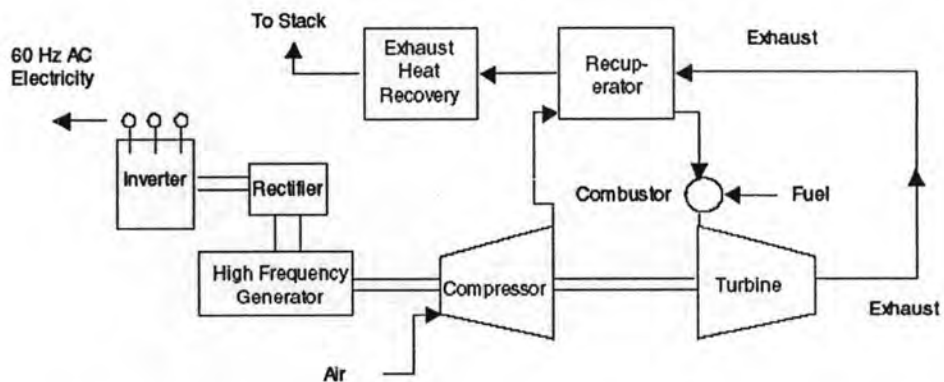 To Stack
60 Hz AC
Electricity
Exhaust
Heat
Recovery
Recup-
erator
Exhaust
Inverter
Rectifier
Combustor
Fuel
High Frequency
Generator
Compressor
Turbine
Exhaust
Air